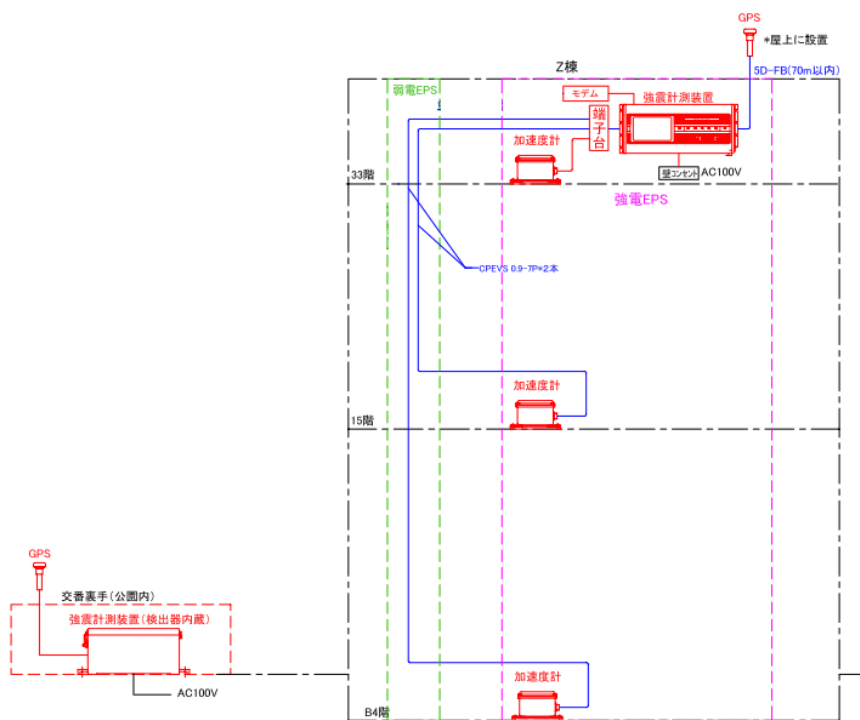 GPS
*屋上に設置
Z棟
5D-FB(70m以内)
弱電EPS
モデム
強震計測装置
端子台
加速度計
壁コンセント
AC100V
33階
強電EPS
CPEVS 0.9-7P*2本
加速度計
15階
GPS
交番裏手(公園内)
強震計測装置(検出器内蔵)
加速度計
AC100V
B4階